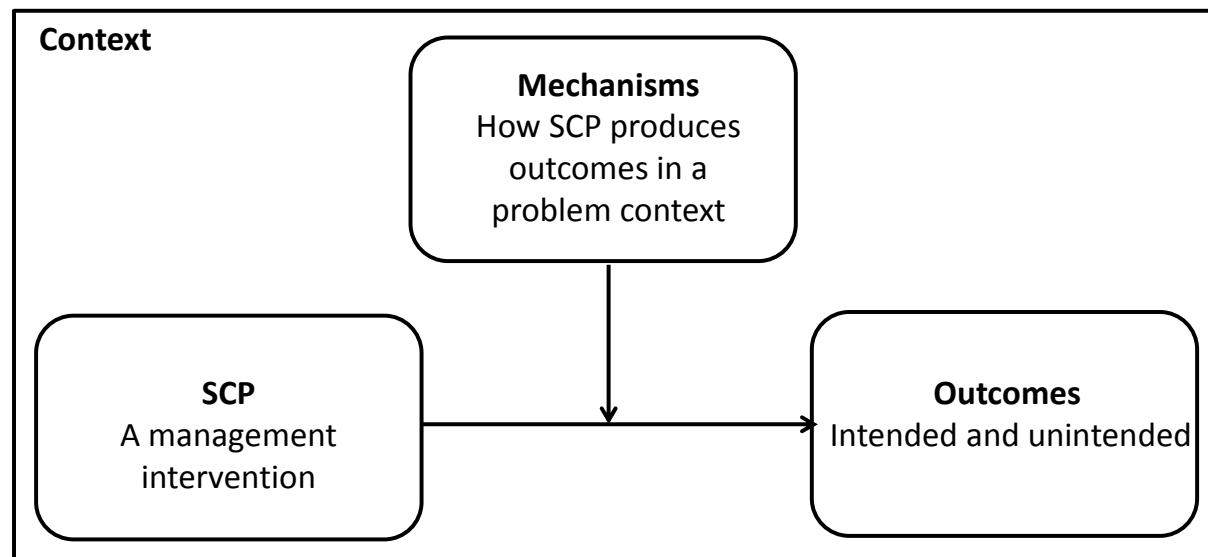 Context
Mechanisms
How SCP produces
outcomes in a
problem context
SCP
A management
intervention
Outcomes
Intended and unintended